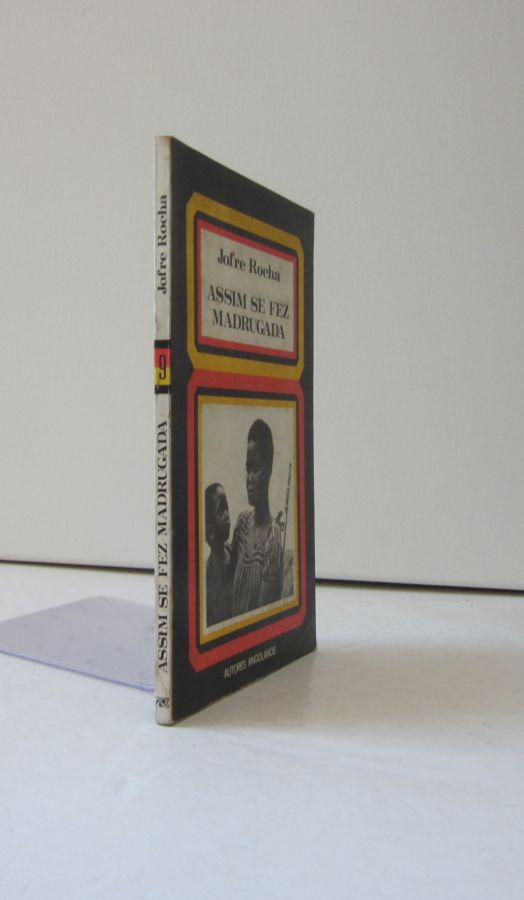 Jofre Rocha
9
ASSIM SE FEZ MADRUGADA
Jofre Rocha
ASSIM SE FEZ
MADRUGADA
AUTORES ANGOLANOS